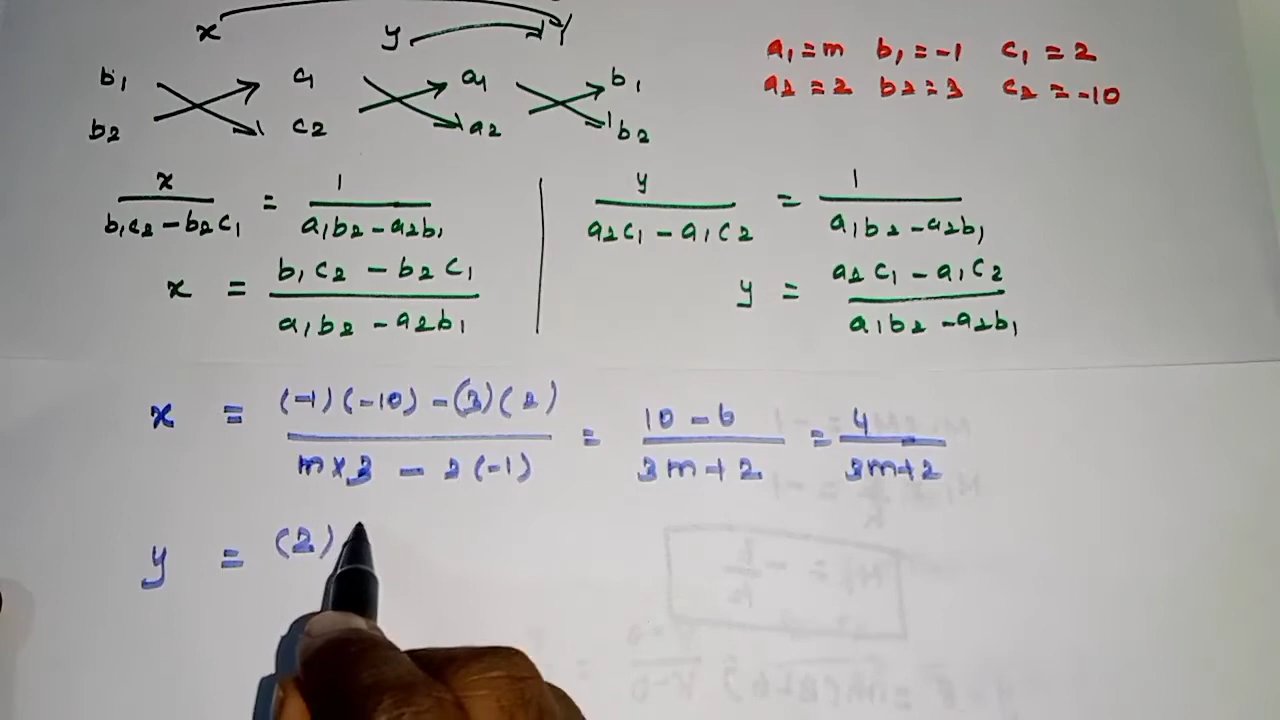 x y 1
b1 c1 a1 b1
b2 c2 a2 b2
a1 = m b1 = -1 c1 = 2
a2 = 2 b2 = 3 c2 = -10
x / b1c2 - b2c1 = 1 / a1b2 - a2b1
y / a2c1 - a1c2 = 1 / a1b2 - a2b1
x = b1c2 - b2c1 / a1b2 - a2b1
y = a2c1 - a1c2 / a1b2 - a2b1
x = (-1)(-10) - (3)(2) / m×3 - 2(-1) = 10 - 6 / 3m+2 = 4 / 3m+2
y = (2)